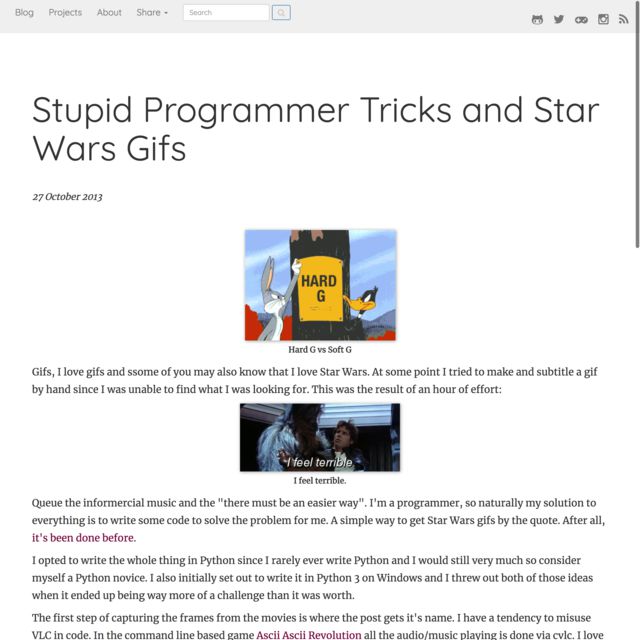 Blog Projects About Share Search
Stupid Programmer Tricks and Star
Wars Gifs
27 October 2013
HARD
G
Hard G vs Soft G
Gifs, I love gifs and ssome of you may also know that I love Star Wars. At some point I tried to make and subtitle a gif
by hand since I was unable to find what I was looking for. This was the result of an hour of effort:
I feel terrible
I feel terrible.
Queue the informercial music and the "there must be an easier way". I'm a programmer, so naturally my solution to
everything is to write some code to solve the problem for me. A simple way to get Star Wars gifs by the quote. After all,
it's been done before.
I opted to write the whole thing in Python since I rarely ever write Python and I would still very much so consider
myself a Python novice. I also initially set out to write it in Python 3 on Windows and I threw out both of those ideas
when it ended up being way more of a challenge than it was worth.
The first step of capturing the frames from the movies is where the post gets it's name. I have a tendency to misuse
VLC in code. In the command line based game Ascii Ascii Revolution all the audio/music playing is done via cvlc. I love